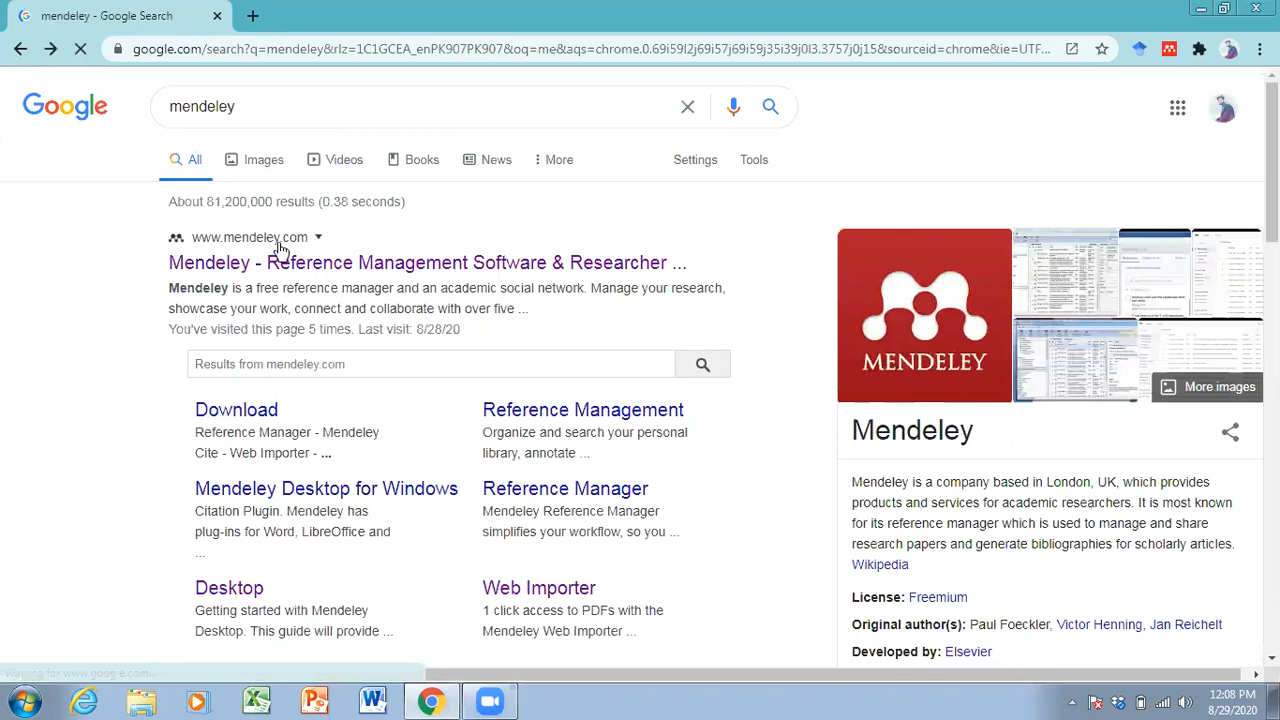 mendeley - Google Search
google.com/search?q=mendeley&rlz=1C1GCEA_enPK907PK907&oq=me&aqs=chrome.0.69i59l2j69i57j69i59j35i39j0l3.3757j0j15&sourceid=chrome&ie=UTF...
Google
mendeley
All
Images
Videos
Books
News
More
Settings
Tools
About 81,200,000 results (0.38 seconds)
www.mendeley.com
Mendeley - Reference Management Software & Researcher ...
Mendeley is a free reference manager and an academic social network. Manage your research,
showcase your work, connect and collaborate with over five ...
You've visited this page 5 times. Last visit: 8/28/20
Results from mendeley.com
Download
Reference Manager - Mendeley
Cite - Web Importer - ...
Reference Management
Organize and search your personal
library, annotate ...
Mendeley Desktop for Windows
Citation Plugin. Mendeley has
plug-ins for Word, LibreOffice and
...
Reference Manager
Mendeley Reference Manager
simplifies your workflow, so you ...
Desktop
Getting started with Mendeley
Desktop. This guide will provide ...
Web Importer
1 click access to PDFs with the
Mendeley Web Importer ...
MENDELEY
More images
Mendeley
Mendeley is a company based in London, UK, which provides
products and services for academic researchers. It is most known
for its reference manager which is used to manage and share
research papers and generate bibliographies for scholarly articles.
Wikipedia
License: Freemium
Original author(s): Paul Foeckler, Victor Henning, Jan Reichelt
Developed by: Elsevier
Waiting for www.google.com...
12:08 PM
8/29/2020